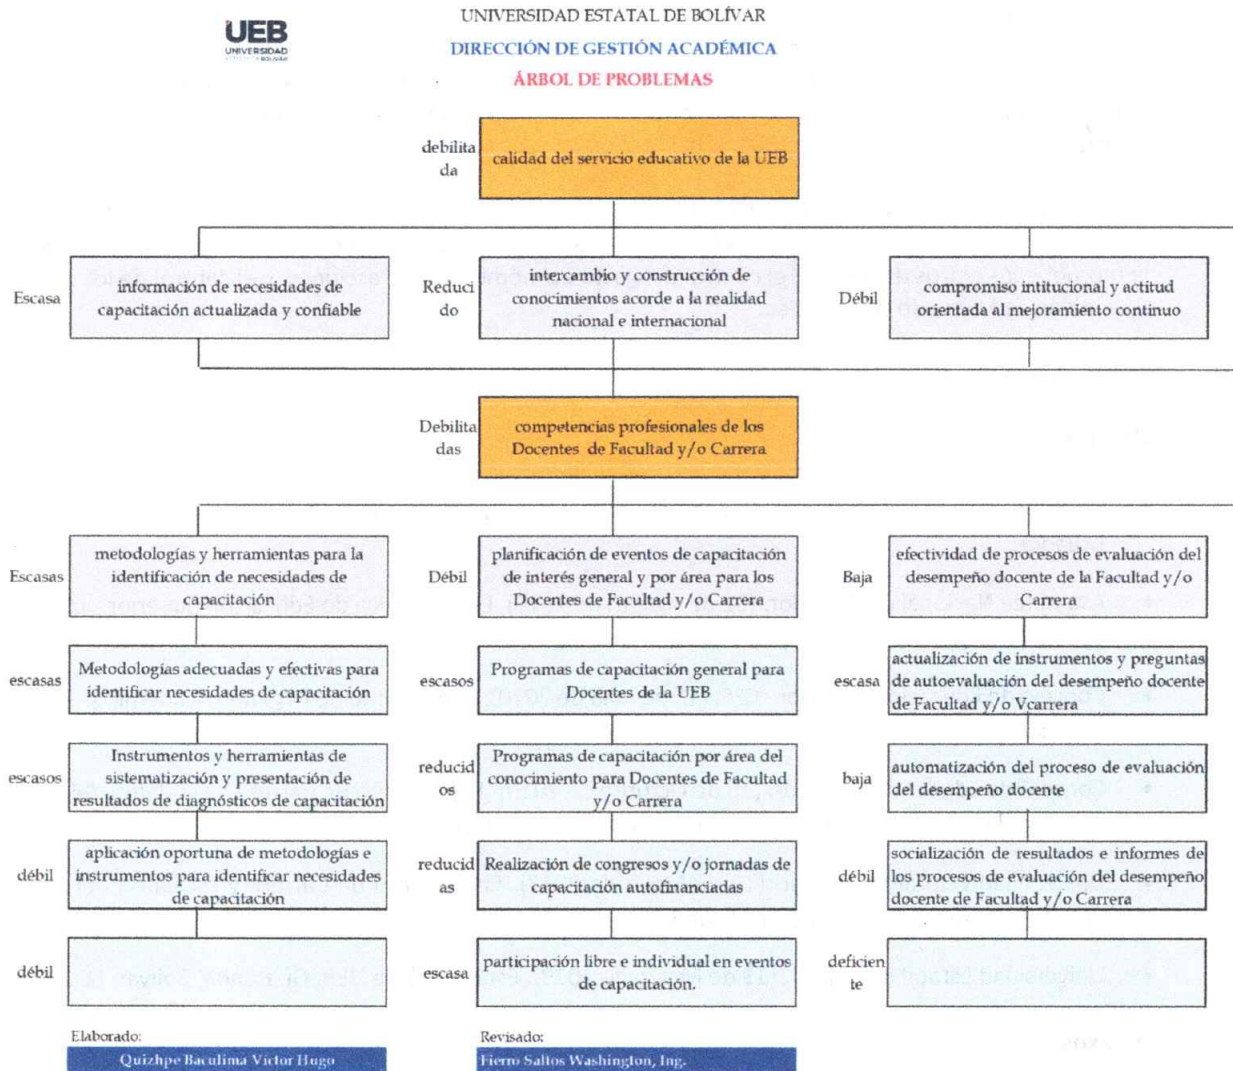 UEB
UNIVERSIDAD
UNIVERSIDAD ESTATAL DE BOLÍVAR
DIRECCIÓN DE GESTIÓN ACADÉMICA
ÁRBOL DE PROBLEMAS
debilita
da
calidad del servicio educativo de la UEB
Escasa
información de necesidades de
capacitación actualizada y confiable
Reduci
do
intercambio y construcción de
conocimientos acorde a la realidad
nacional e internacional
Débil
compromiso intitucional y actitud
orientada al mejoramiento continuo
Debilita
das
competencias profesionales de los
Docentes de Facultad y/o Carrera
Escasas
metodologías y herramientas para la
identificación de necesidades de
capacitación
Débil
planificación de eventos de capacitación
de interés general y por área para los
Docentes de Facultad y/o Carrera
Baja
efectividad de procesos de evaluación del
desempeño docente de la Facultad y/o
Carrera
escasas
Metodologías adecuadas y efectivas para
identificar necesidades de capacitación
escasos
Programas de capacitación general para
Docentes de la UEB
escasa
actualización de instrumentos y preguntas
de autoevaluación del desempeño docente
de Facultad y/o Vcarrera
escasos
Instrumentos y herramientas de
sistematización y presentación de
resultados de diagnósticos de capacitación
reducid
os
Programas de capacitación por área del
conocimiento para Docentes de Facultad
y/o Carrera
baja
automatización del proceso de evaluación
del desempeño docente
débil
aplicación oportuna de metodologías e
instrumentos para identificar necesidades
de capacitación
reducid
as
Realización de congresos y/o jornadas de
capacitación autofinanciadas
débil
socialización de resultados e informes de
los procesos de evaluación del desempeño
docente de Facultad y/o Carrera
débil
escasa
participación libre e individual en eventos
de capacitación.
deficien
te
Elaborado:
Quizhpe Baculima Víctor Hugo
Revisado:
Fierro Saltos Washington, Ing.